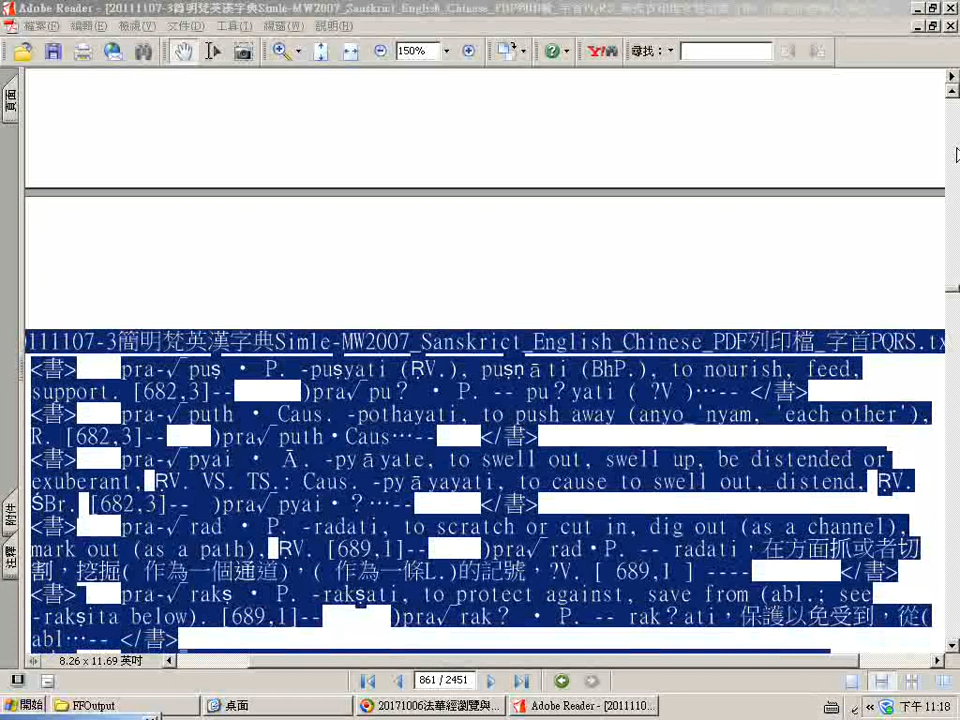 Adobe Reader - [20111107-3簡明梵英漢字典Simle-MW2007_Sanskrict_English_Chinese_PDF列印檔_字首PQRS
檔案(F) 編輯(E) 檢視(V) 文件(D) 工具(T) 視窗(W) 說明(H)
150% 尋找:
頁面
111107-3簡明梵英漢字典Simle-MW2007_Sanskrict_English_Chinese_PDF列印檔_字首PQRS.tx
<書> pra-√ puṣ • P. -puṣyati (ṚV.), puṣṇāti (BhP.), to nourish, feed,
support. [682,3]-- )pra√ pu? • P. -- pu?yati ( ?V )…-- </書>
<書> pra-√ puth • Caus. -pothayati, to push away (anyo_'nyam, 'each other'),
R. [682,3]-- )pra√ puth•Caus…-- </書>
<書> pra-√ pyai • Ā. -pyāyate, to swell out, swell up, be distended or
exuberant, ṚV. VS. TS.: Caus. -pyāyayati, to cause to swell out, distend, ṚV.
ŚBr. [682,3]-- )pra√ pyai•?…-- </書>
<書> pra-√ rad • P. -radati, to scratch or cut in, dig out (as a channel),
mark out (as a path), ṚV. [689,1]-- )pra√ rad•P. -- radati，在方面抓或者切
割，挖掘( 作為一個通道)，( 作為一條L.)的記號，?V. [ 689,1 ] ---- </書>
<書> pra-√ rakṣ • P. -rakṣati, to protect against, save from (abl.; see
-rakṣita below). [689,1]-- )pra√ rak? • P. -- rak?ati，保護以免受到，從(
abl…-- </書>
附件
注釋
8.26 x 11.69 英吋
861 / 2451
開始 FFOutput 桌面 20171006法華經瀏覽與... Adobe Reader - [2011110... 下午 11:18